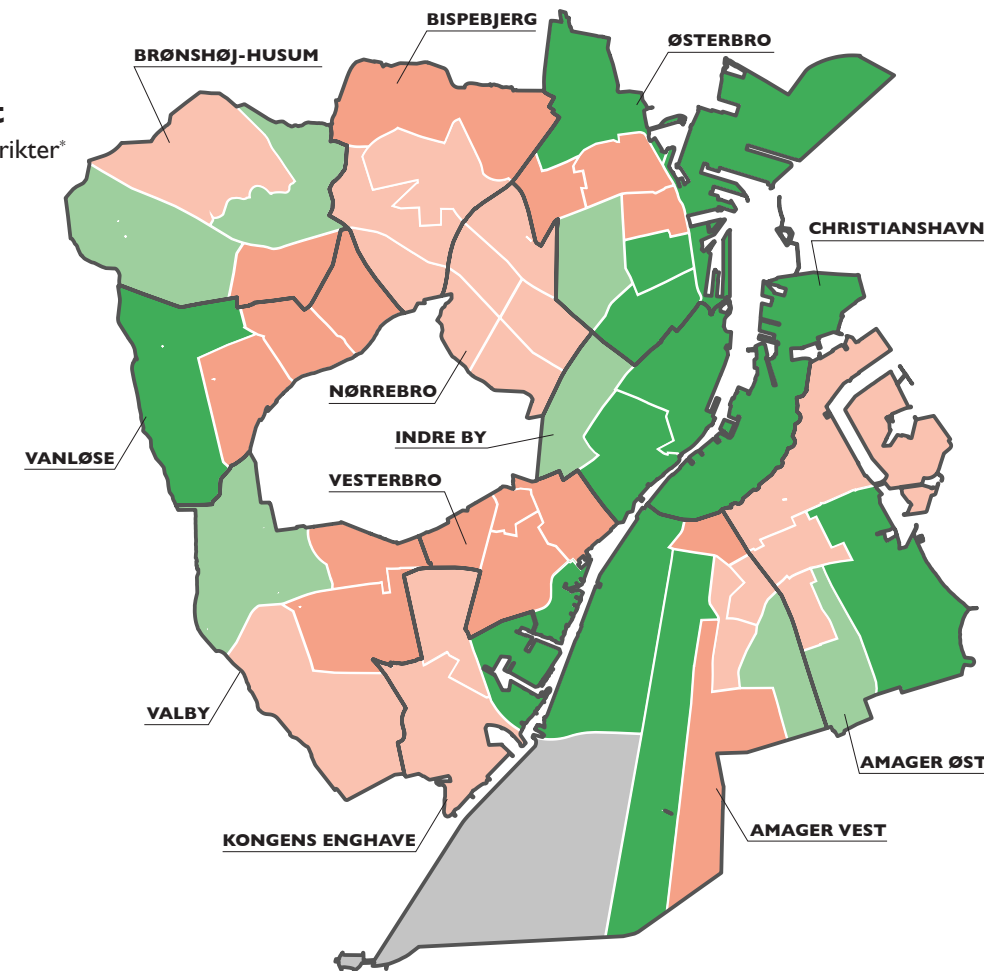 BISPEBJERG
ØSTERBRO
BRØNSHØJ-HUSUM
rikter*
CHRISTIANSHAVN
NØRREBRO
INDRE BY
VANLØSE
VESTERBRO
VALBY
AMAGER ØST
AMAGER VEST
KONGENS ENGHAVE